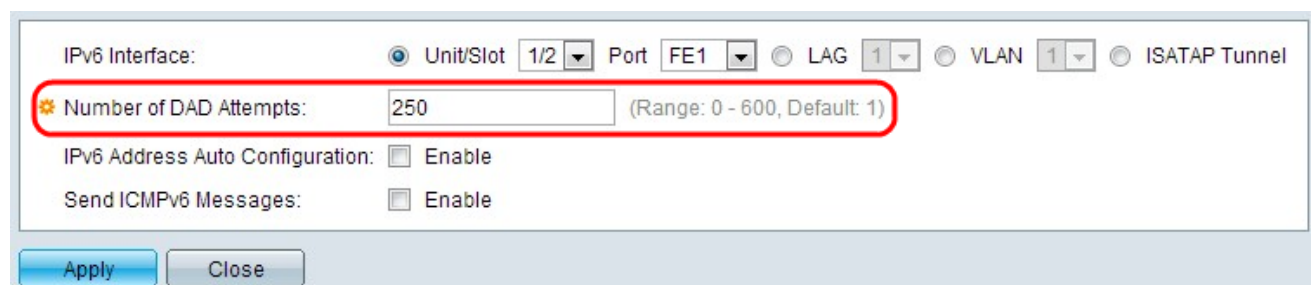 IPv6 Interface: Unit/Slot 1/2 Port FE1 LAG 1 VLAN 1 ISATAP Tunnel
Number of DAD Attempts: 250 (Range: 0 - 600, Default: 1)
IPv6 Address Auto Configuration: Enable
Send ICMPv6 Messages: Enable
Apply Close